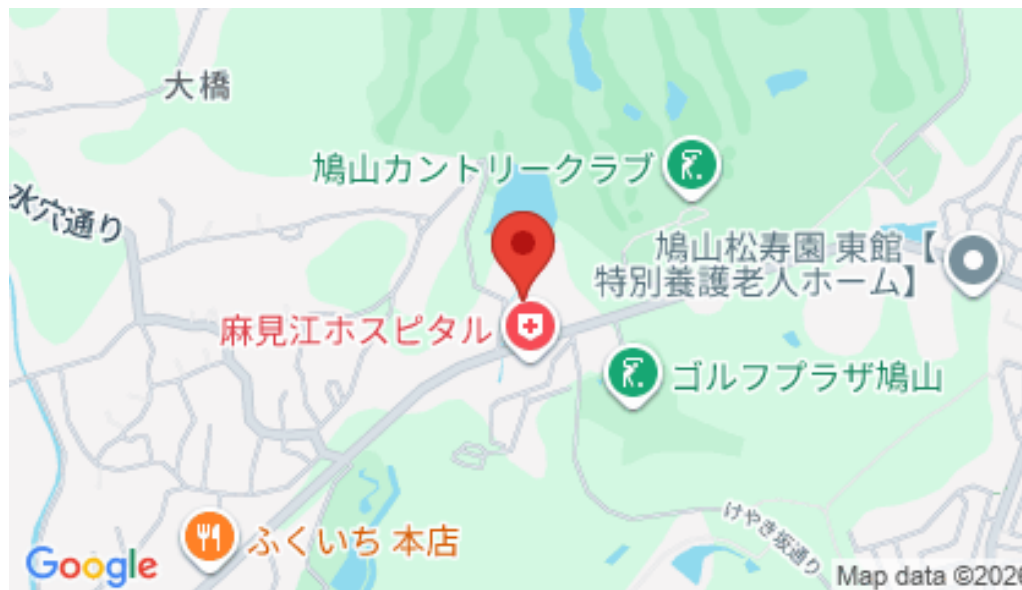 大橋
鳩山カントリークラブ
水穴通り
鳩山松寿園 東館【
特別養護老人ホーム】
麻見江ホスピタル
ゴルフプラザ鳩山
けやき坂通り
ふくいち 本店
Google
Map data ©2026